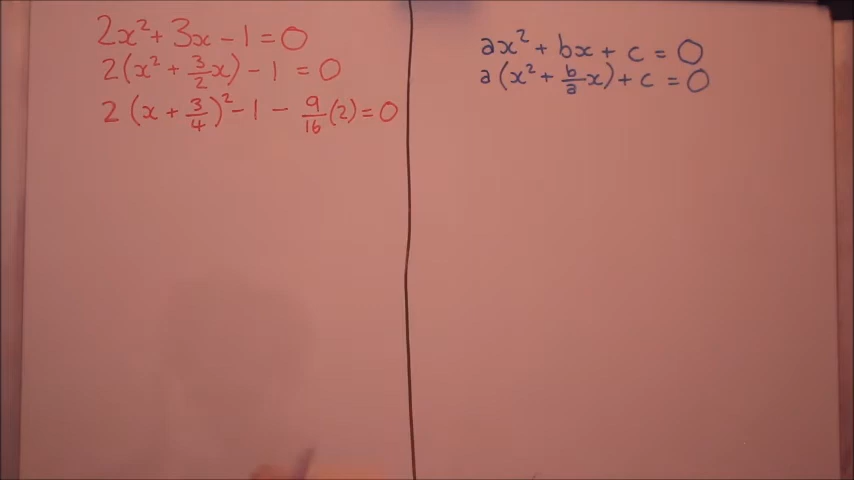 2x² + 3x - 1 = 0
2(x² + 3/2 x) - 1 = 0
2(x + 3/4)² - 1 - 9/16 (2) = 0
ax² + bx + c = 0
a(x² + b/a x) + c = 0